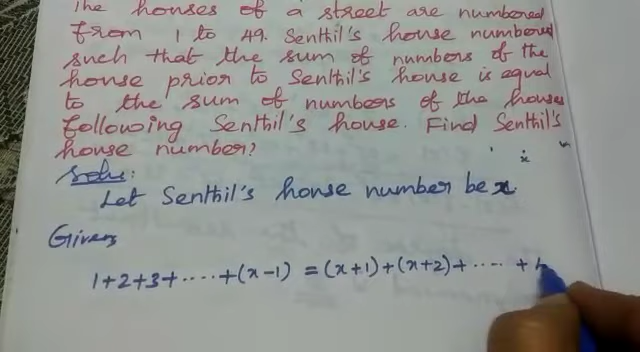 The houses of a street are numbered
from 1 to 49. Senthil's house numbered
such that the sum of numbers of the
house prior to Senthil's house is equal
to the sum of numbers of the houses
following Senthil's house. Find Senthil's
house number?
Soln:
Let Senthil's house number be x
Given
1+2+3+.....+(x-1) = (x+1)+(x+2)+.....+